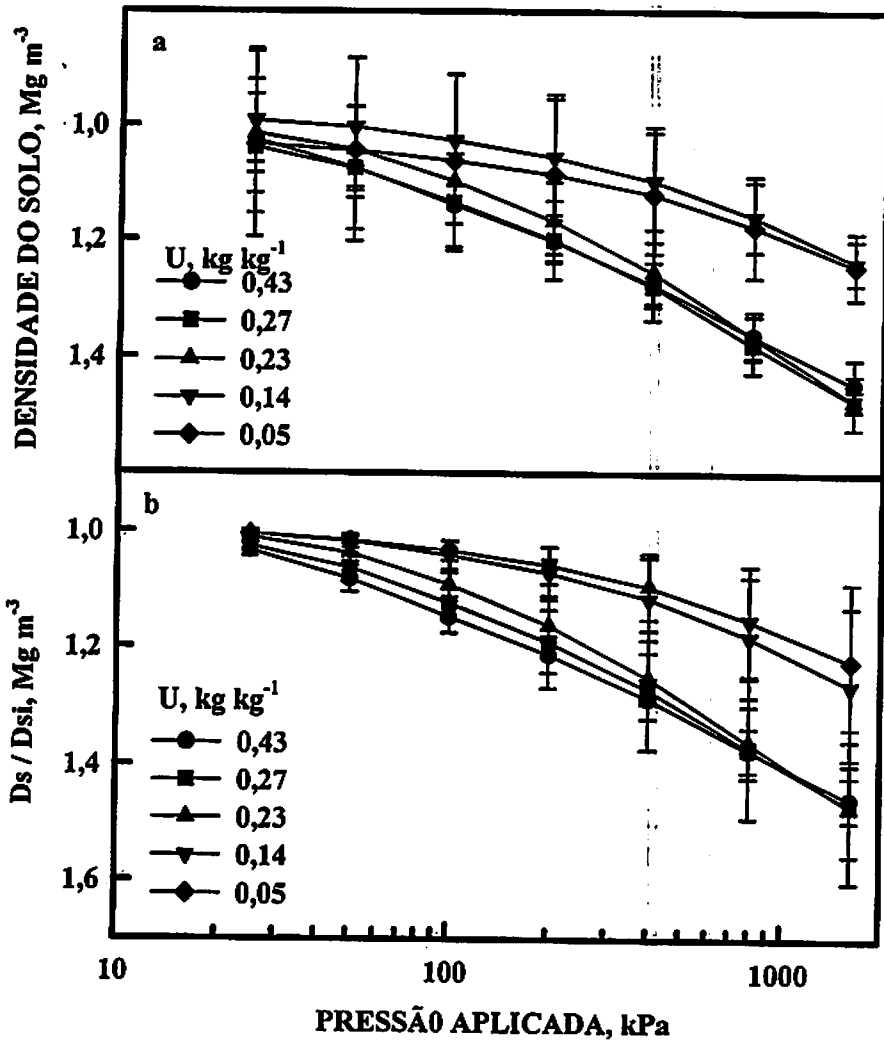 a
DENSIDADE DO SOLO, Mg m⁻³
1,0
1,2
1,4
U, kg kg⁻¹
0,43
0,27
0,23
0,14
0,05
b
Ds / Dsi, Mg m⁻³
1,0
1,2
1,4
1,6
U, kg kg⁻¹
0,43
0,27
0,23
0,14
0,05
10
100
1000
PRESSÃO APLICADA, kPa